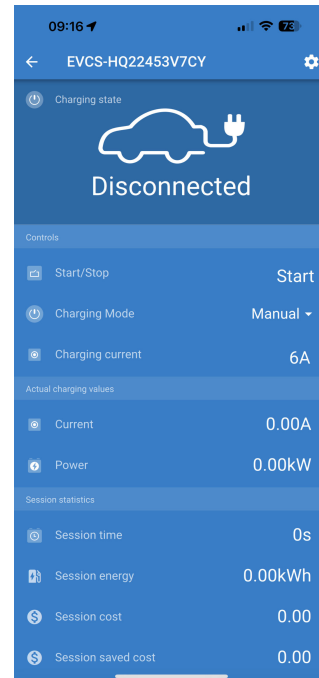 09:16
73
EVCS-HQ22453V7CY
Charging state
Disconnected
Controls
Start/Stop Start
Charging Mode Manual
Charging current 6A
Actual charging values
Current 0.00A
Power 0.00kW
Session statistics
Session time 0s
Session energy 0.00kWh
Session cost 0.00
Session saved cost 0.00